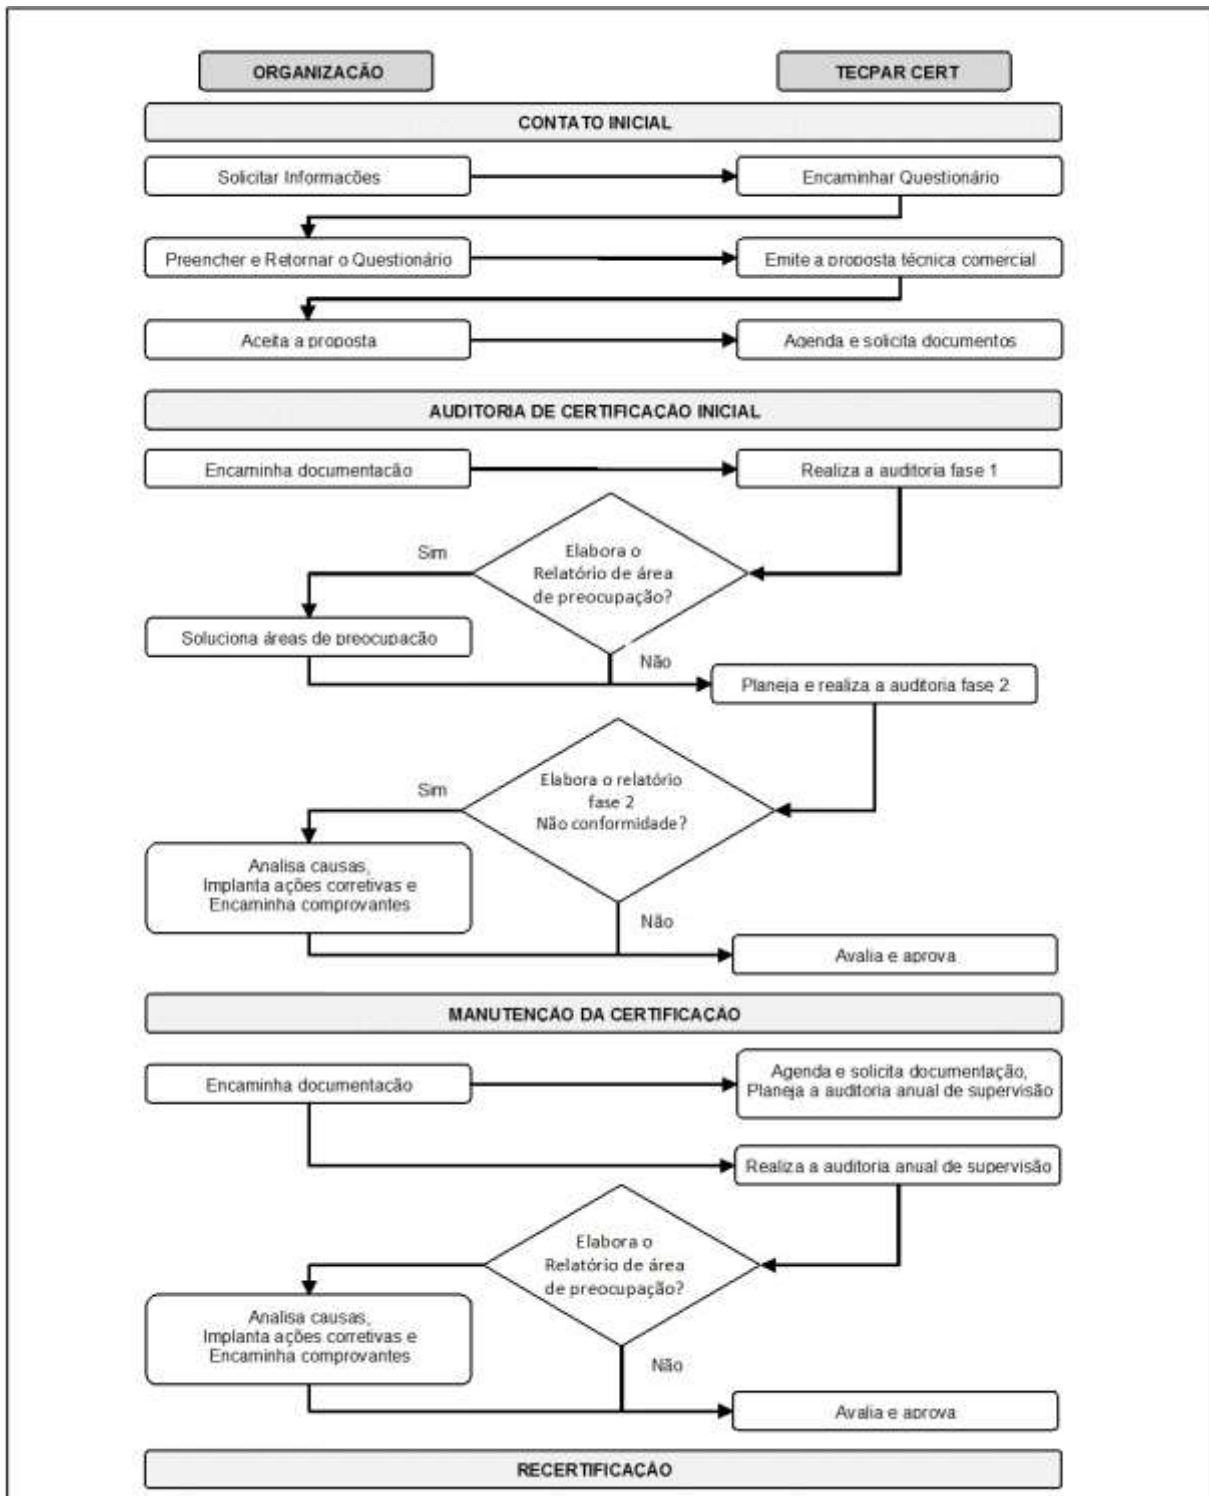 ORGANIZAÇÃO
TECPAR CERT
CONTATO INICIAL
Solicitar Informações
Encaminhar Questionário
Preencher e Retornar o Questionário
Emite a proposta técnica comercial
Aceita a proposta
Agenda e solicita documentos
AUDITORIA DE CERTIFICAÇÃO INICIAL
Encaminha documentação
Realiza a auditoria fase 1
Sim
Elabora o
Relatório de área
de preocupação?
Soluciona áreas de preocupação
Não
Planeja e realiza a auditoria fase 2
Sim
Elabora o relatório
fase 2
Não conformidade?
Analisa causas,
Implanta ações corretivas e
Encaminha comprovantes
Não
Avalia e aprova
MANUTENÇÃO DA CERTIFICAÇÃO
Encaminha documentação
Agenda e solicita documentação,
Planeja a auditoria anual de supervisão
Realiza a auditoria anual de supervisão
Elabora o
Relatório de área
de preocupação?
Analisa causas,
Implanta ações corretivas e
Encaminha comprovantes
Não
Avalia e aprova
RECERTIFICAÇÃO